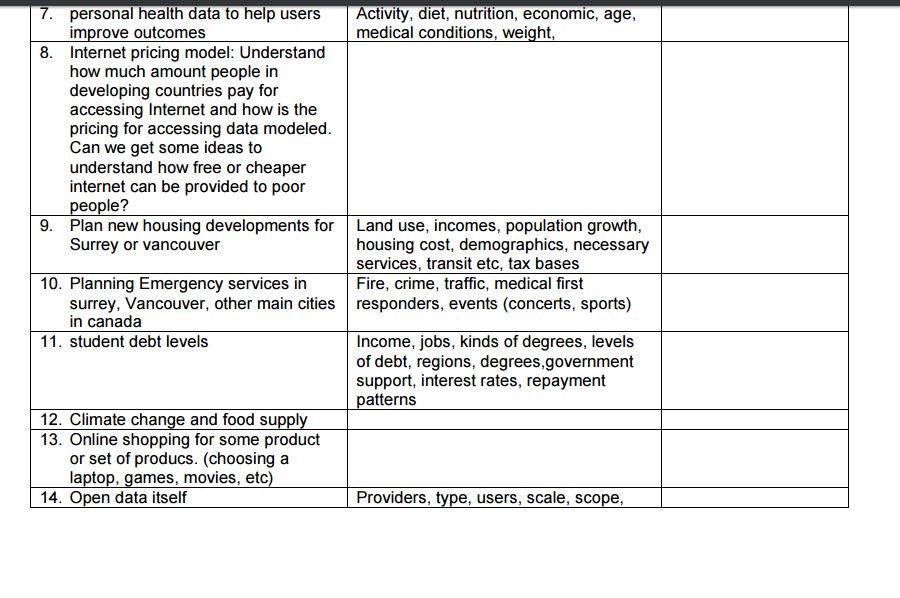 7. personal health data to help users
improve outcomes
Activity, diet, nutrition, economic, age,
medical conditions, weight,
8. Internet pricing model: Understand
how much amount people in
developing countries pay for
accessing Internet and how is the
pricing for accessing data modeled.
Can we get some ideas to
understand how free or cheaper
internet can be provided to poor
people?
9. Plan new housing developments for
Surrey or vancouver
Land use, incomes, population growth,
housing cost, demographics, necessary
services, transit etc, tax bases
10. Planning Emergency services in
surrey, Vancouver, other main cities
in canada
Fire, crime, traffic, medical first
responders, events (concerts, sports)
11. student debt levels
Income, jobs, kinds of degrees, levels
of debt, regions, degrees,government
support, interest rates, repayment
patterns
12. Climate change and food supply
13. Online shopping for some product
or set of producs. (choosing a
laptop, games, movies, etc)
14. Open data itself
Providers, type, users, scale, scope,